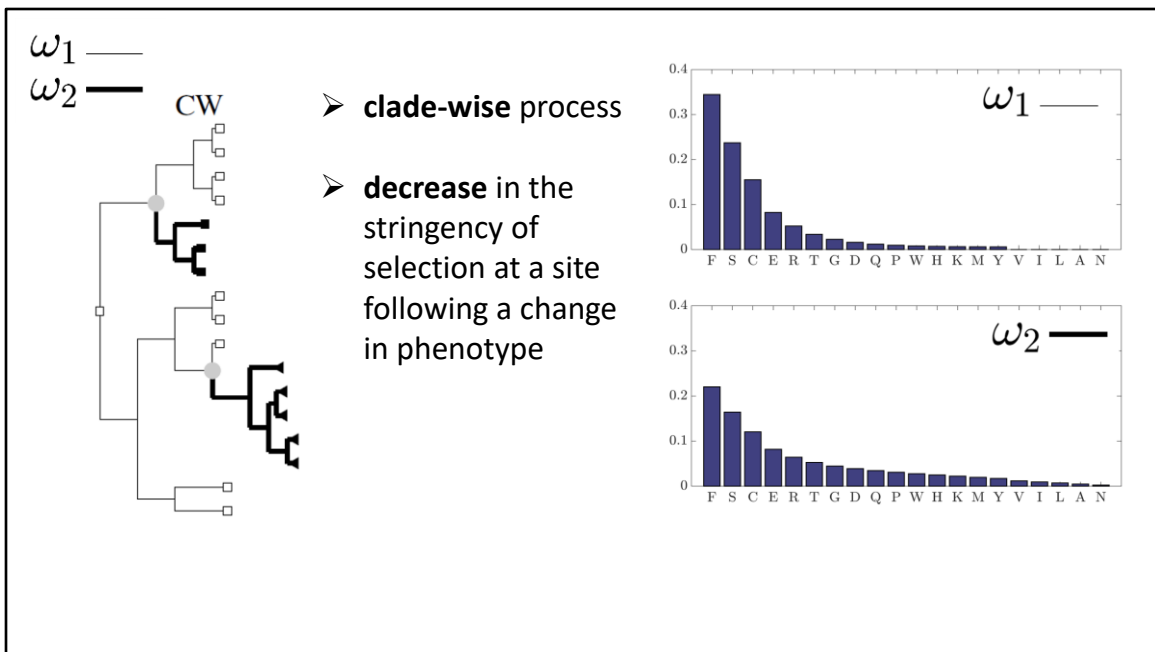 ω1
ω2
CW
➢ clade-wise process
➢ decrease in the
stringency of
selection at a site
following a change
in phenotype
0.4
ω1
0.3
0.2
0.1
0
F S C E R T G D Q P W H K M Y V I L A N
0.4
ω2
0.3
0.2
0.1
0
F S C E R T G D Q P W H K M Y V I L A N